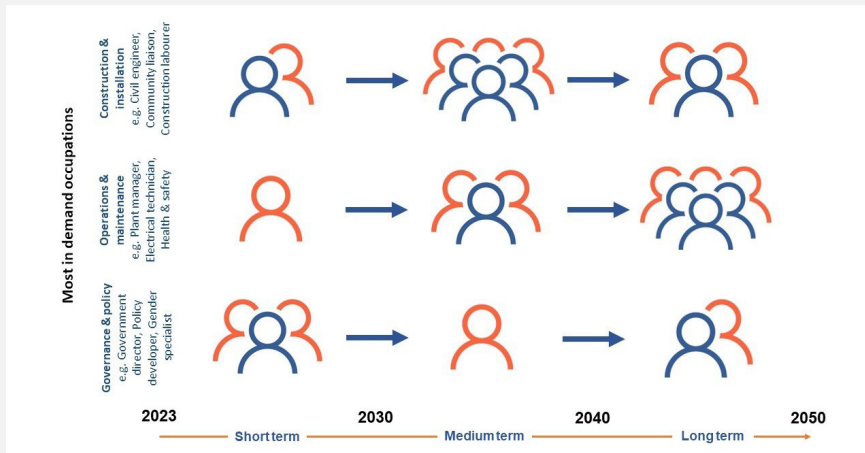 Most in demand occupations
Construction &
installation
e.g. Civil engineer,
Community liaison,
Construction labourer
Operations &
maintenance
e.g. Plant manager,
Electrical technician,
Health & safety
Governance & policy
e.g. Government
director, Policy
developer, Gender
specialist
2023
2030
2040
2050
Short term
Medium term
Long term